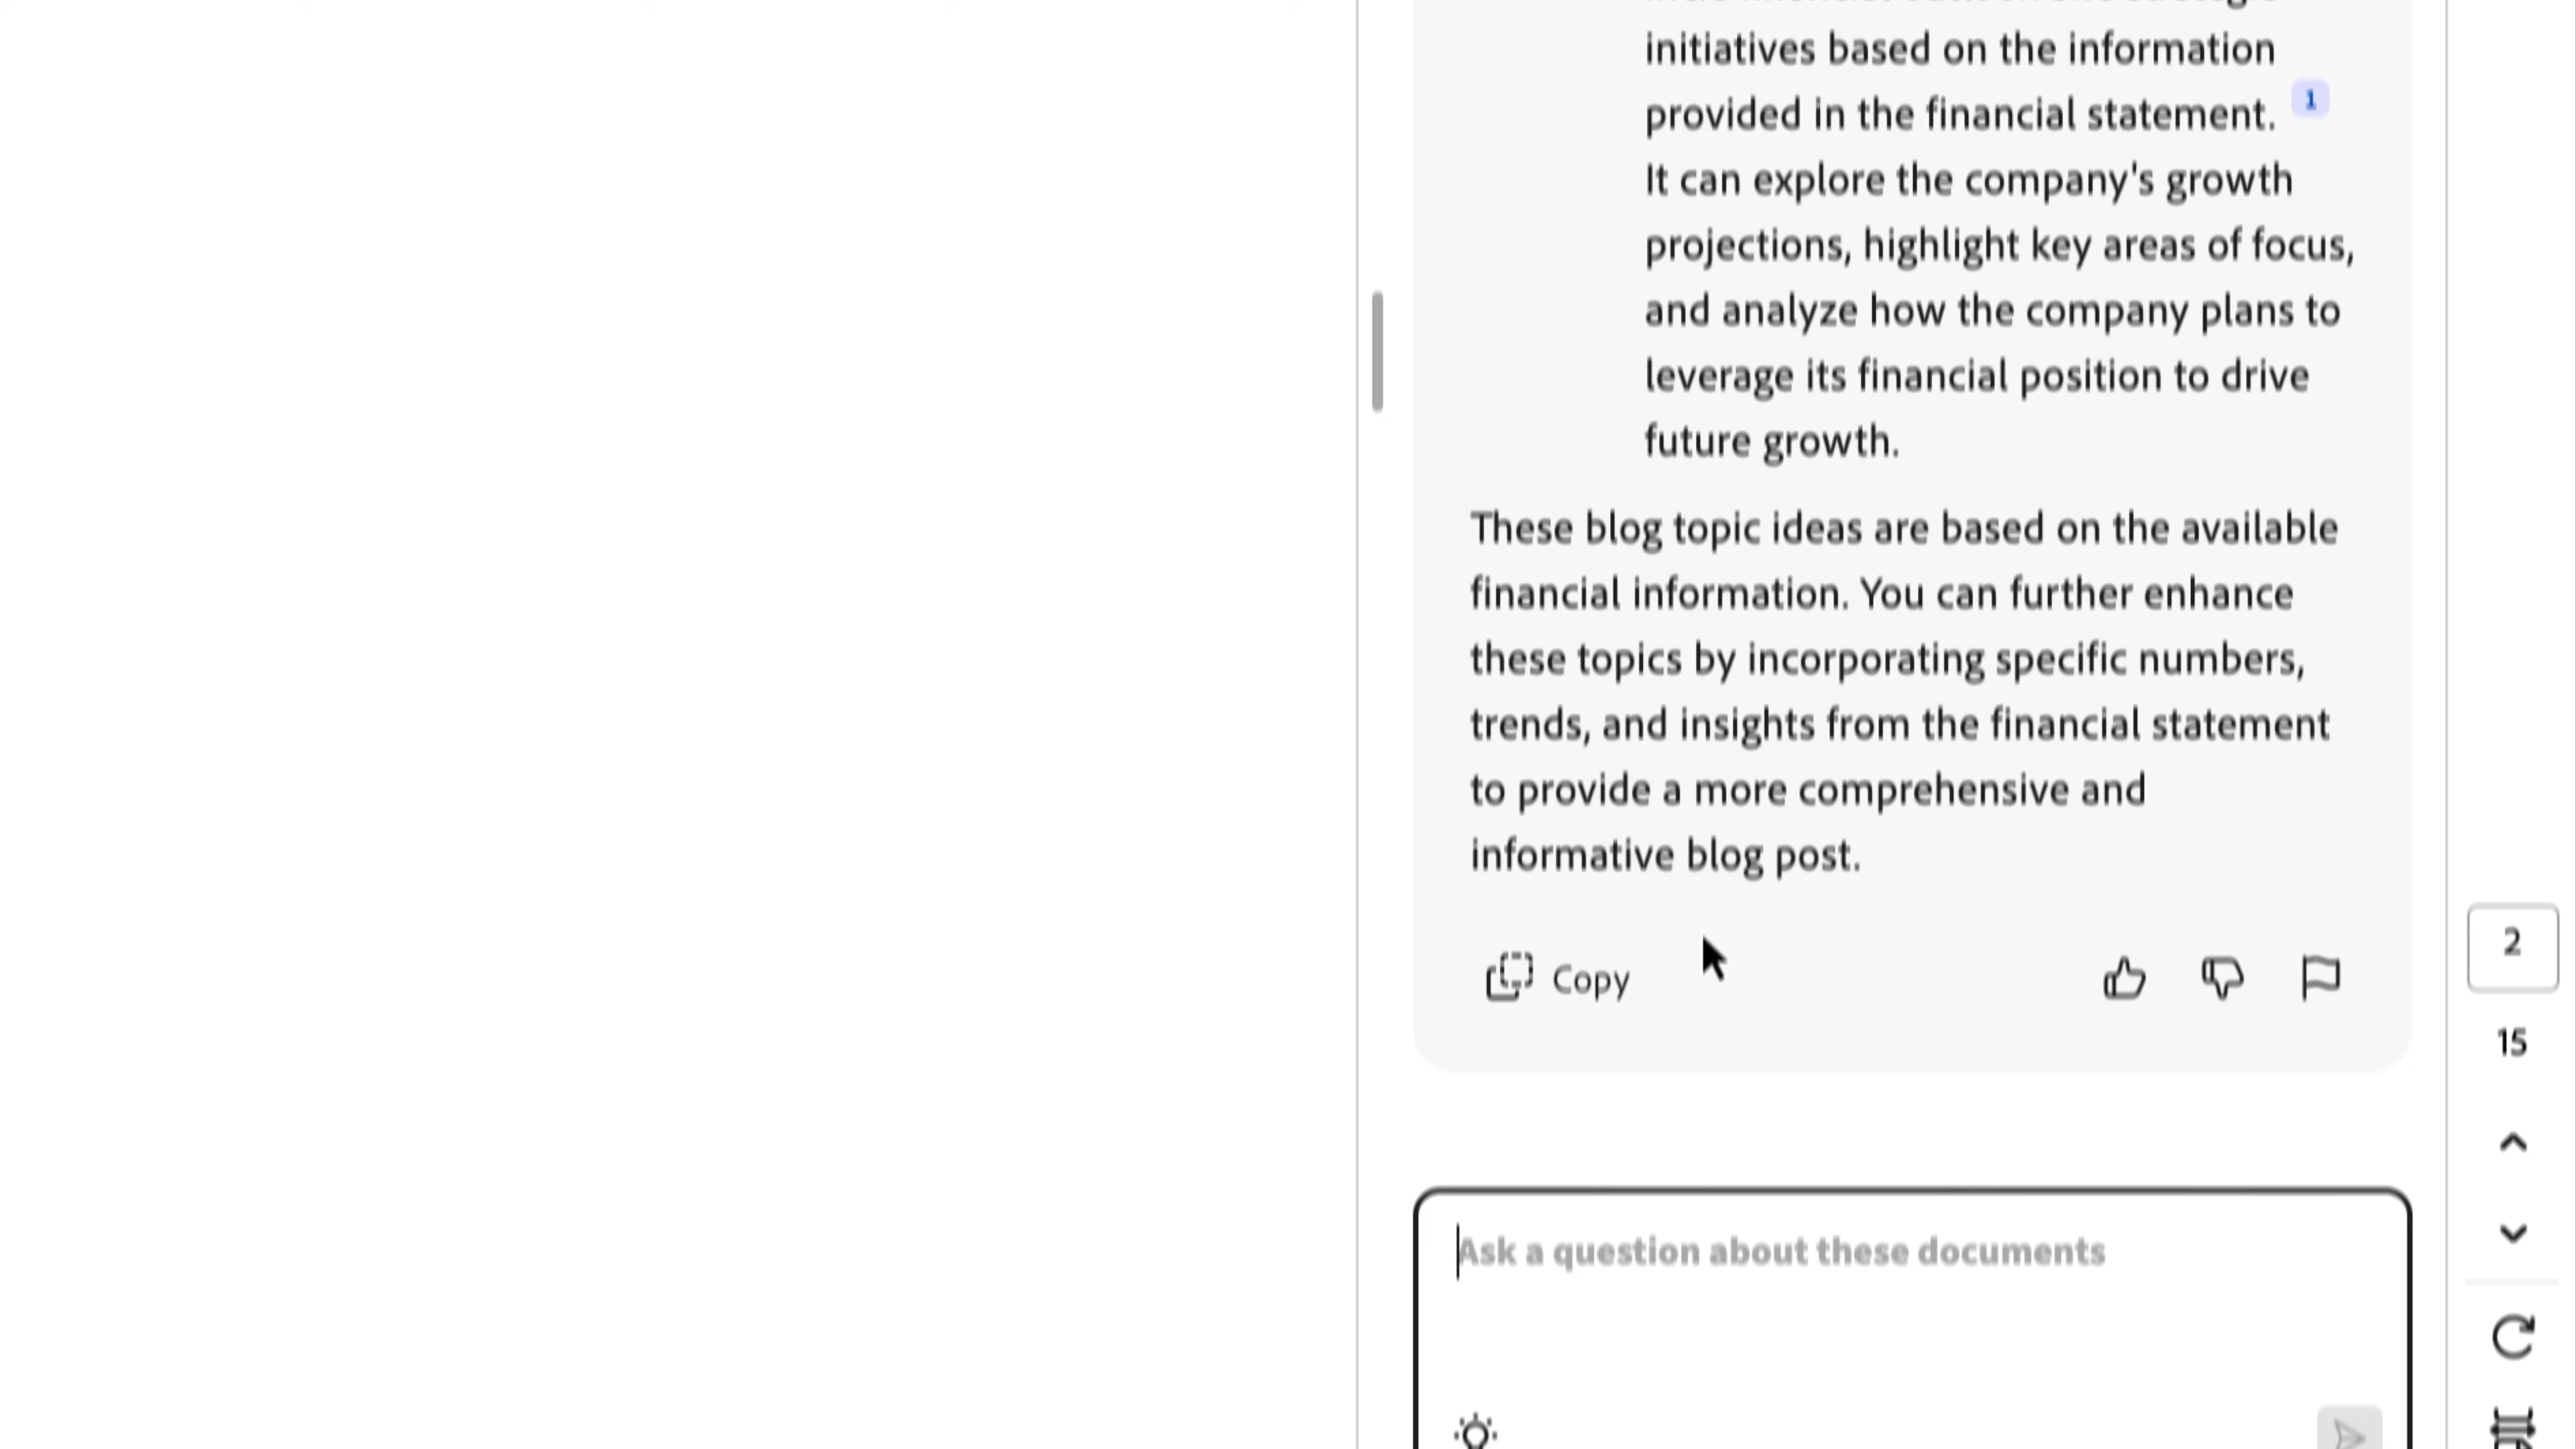 initiatives based on the information
provided in the financial statement. 1
It can explore the company's growth
projections, highlight key areas of focus,
and analyze how the company plans to
leverage its financial position to drive
future growth.
These blog topic ideas are based on the available
financial information. You can further enhance
these topics by incorporating specific numbers,
trends, and insights from the financial statement
to provide a more comprehensive and
informative blog post.
Copy
2
15
Ask a question about these documents